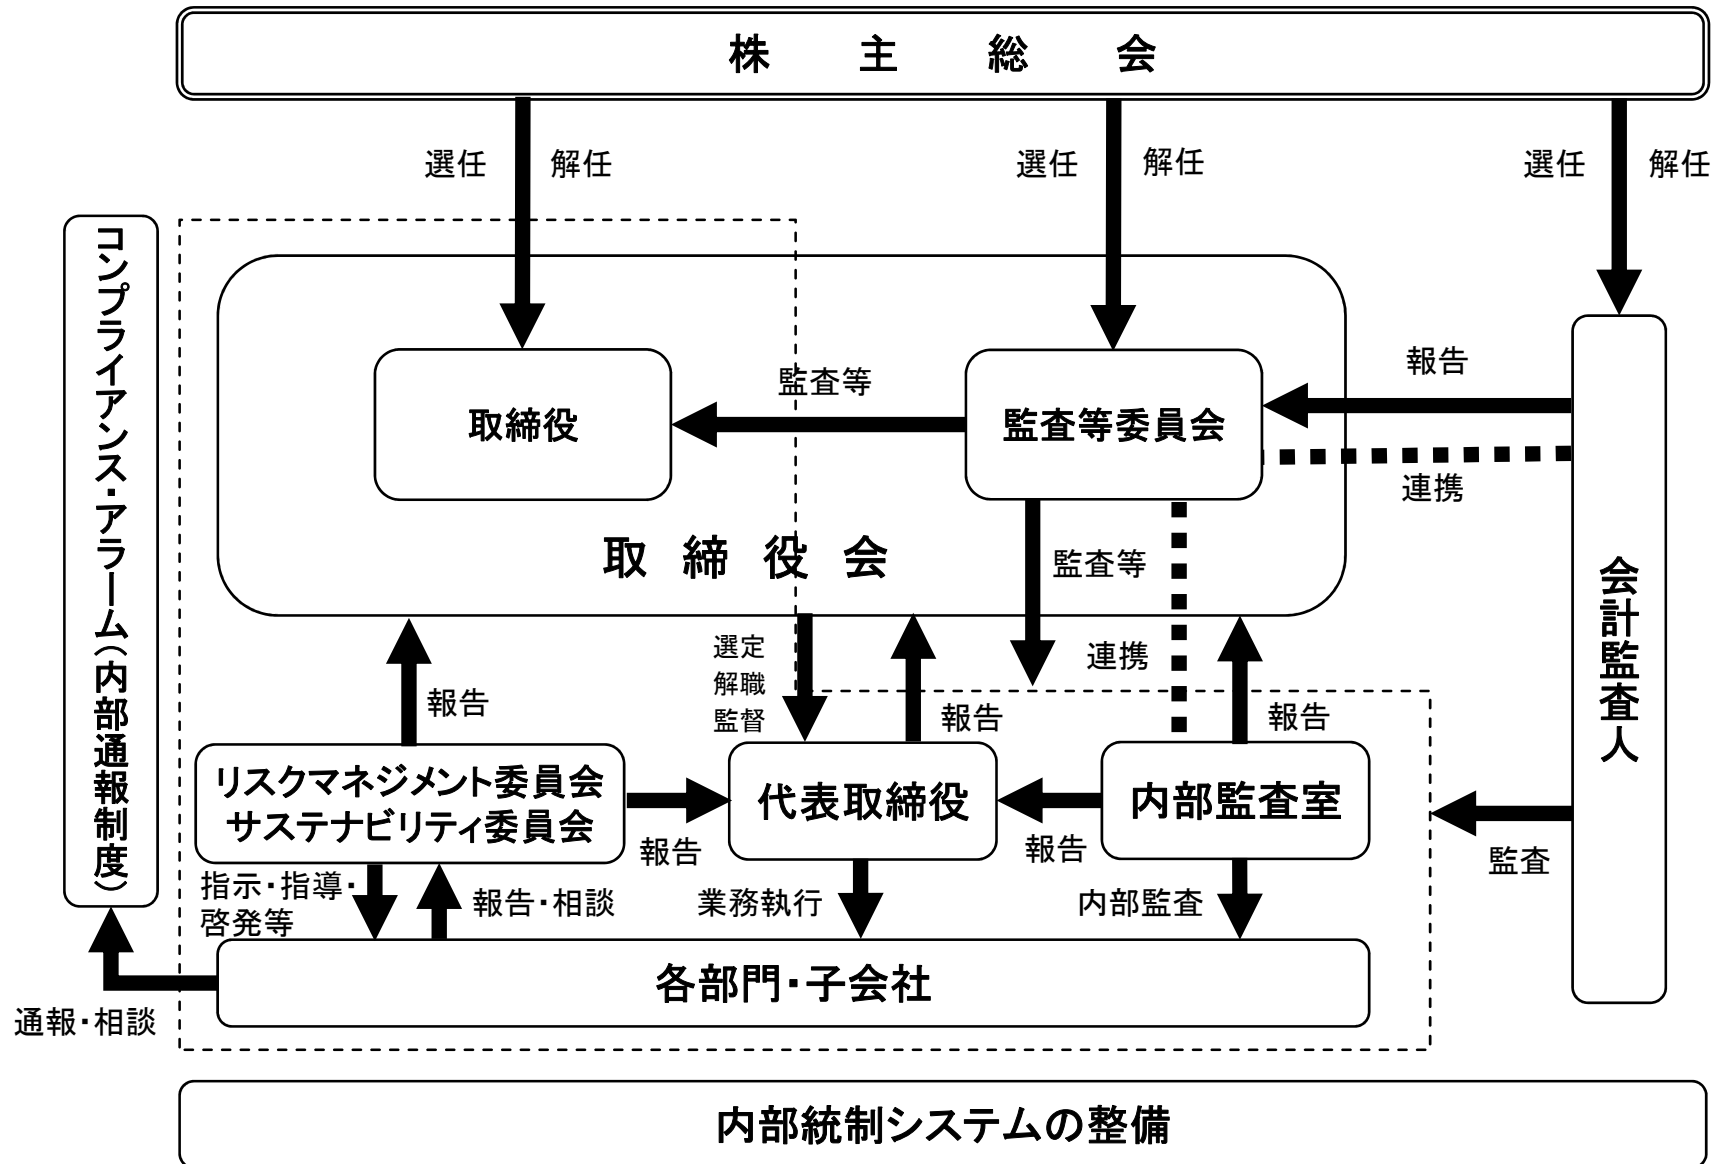 株主総会
選任
解任
選任
解任
選任
解任
コンプライアンス・アラーム（内部通報制度）
取締役
監査等
監査等委員会
報告
連携
取締役会
監査等
連携
会計監査人
選定
解職
監督
報告
報告
報告
リスクマネジメント委員会
サステナビリティ委員会
代表取締役
内部監査室
報告
報告
監査
指示・指導・
啓発等
報告・相談
業務執行
内部監査
各部門・子会社
通報・相談
内部統制システムの整備